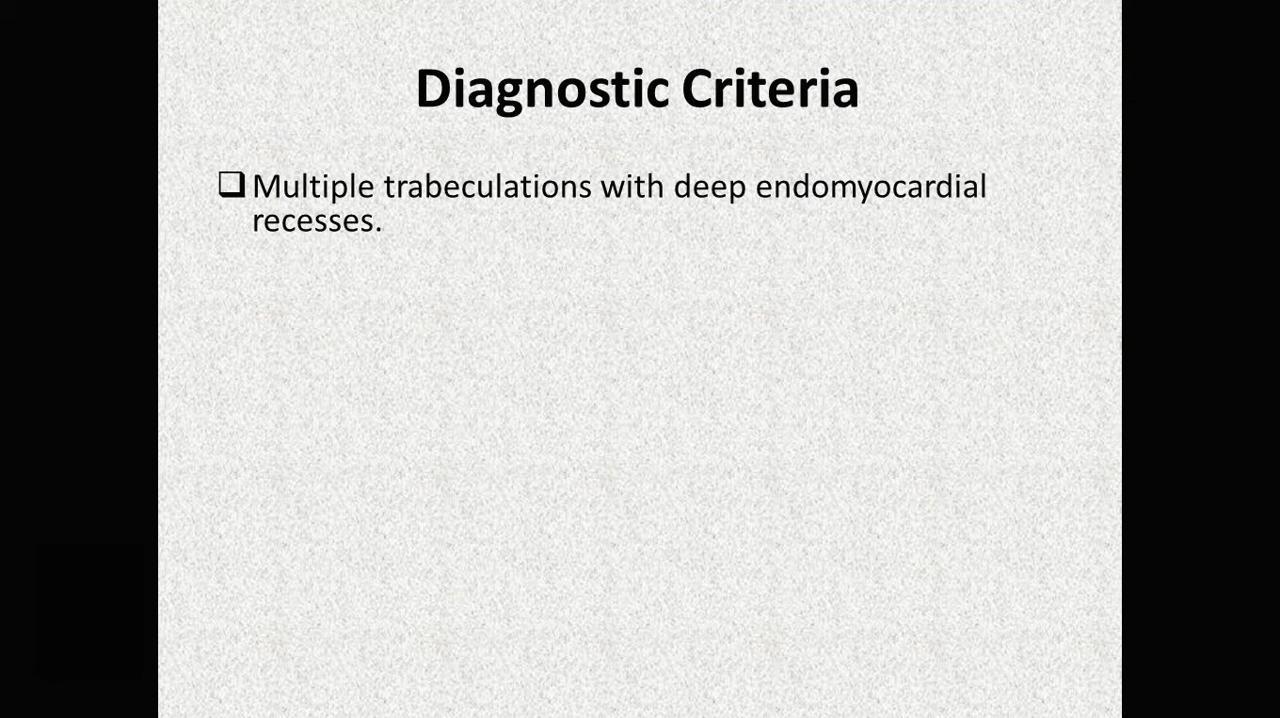 Diagnostic Criteria
❑Multiple trabeculations with deep endomyocardial
recesses.